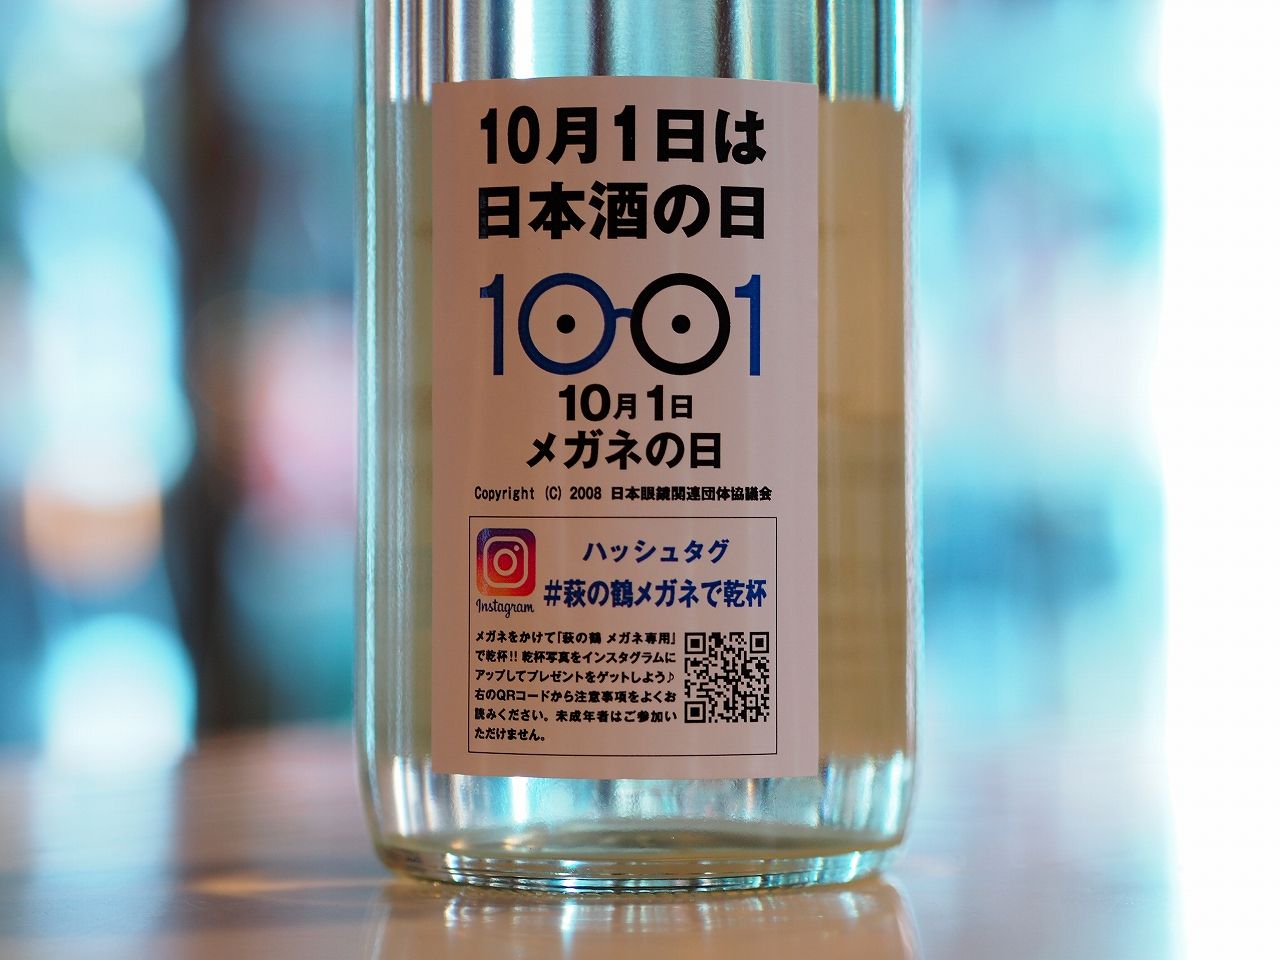 10月1日は
日本酒の日
1001
10月1日
メガネの日
Copyright (C) 2008 日本眼鏡関連団体協議会
Instagram
ハッシュタグ
#萩の鶴メガネで乾杯
メガネをかけて「萩の鶴 メガネ専用」
で乾杯!! 乾杯写真をインスタグラムに
アップしてプレゼントをゲットしよう♪
右のQRコードから注意事項をよくお
読みください。未成年者はご参加い
ただけません。